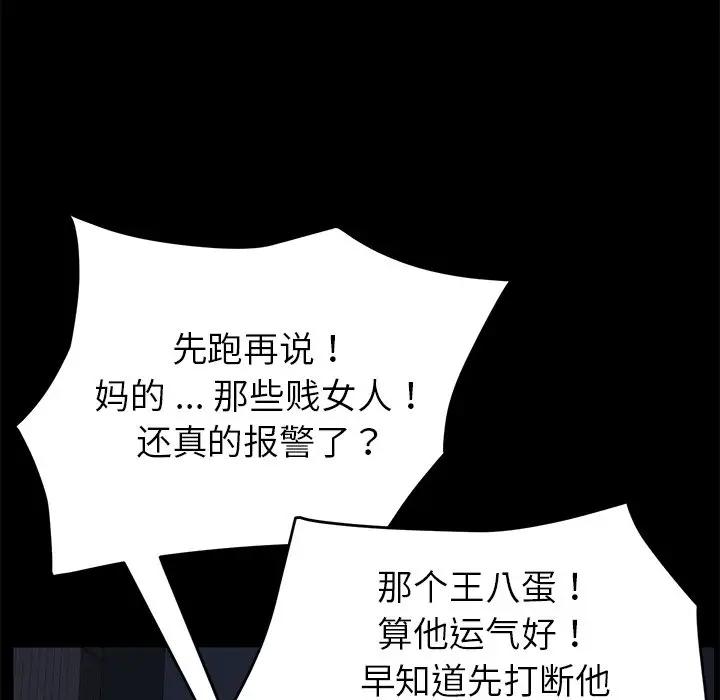 先跑再说！
妈的...那些贱女人！
还真的报警了？
那个王八蛋！
算他运气好！
早知道先打断他